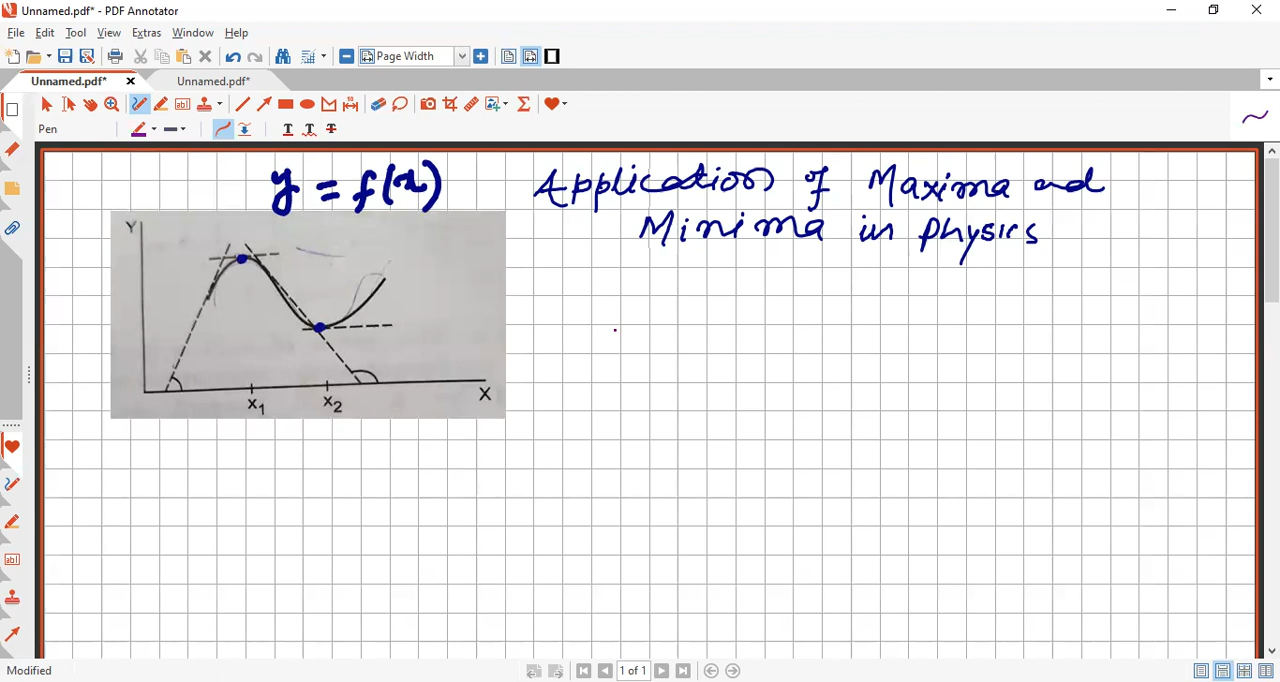 Unnamed.pdf* - PDF Annotator
File Edit Tool View Extras Window Help
Page Width
Unnamed.pdf* Unnamed.pdf*
Pen
y = f(x) Application of Maxima and
Minima in Physics
Y
X
x1 x2
Modified
1 of 1